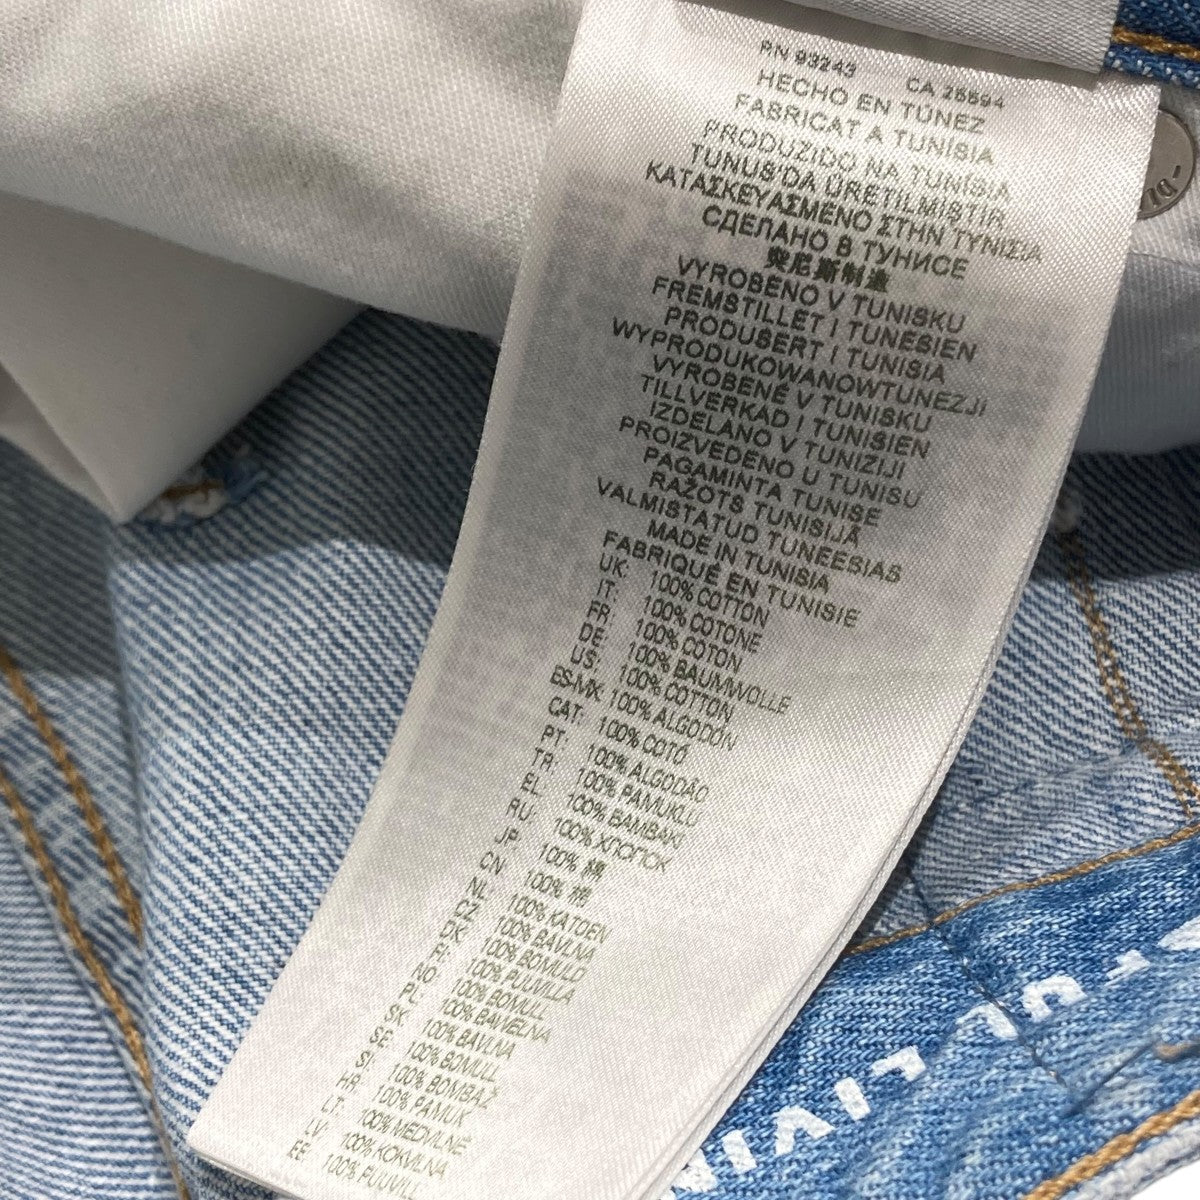 RN 93243 CA 25594
HECHO EN TÚNEZ
FABRICAT A TUNÍSIA
PRODUZIDO NA TUNÍSIA
TUNUS'DA ÜRETILMIŞTIR
ΚΑΤΑΣΚΕΥΑΣΜΕΝΟ ΣΤΗΝ ΤΥΝΙΣΙΑ
СДЕЛАНО В ТУНИСЕ
突尼斯制造
VYROBENO V TUNISKU
FREMSTILLET I TUNESIEN
PRODUSERT I TUNISIA
WYPRODUKOWANOWTUNEZJI
VYROBENÉ V TUNISKU
TILLVERKAD I TUNISIEN
IZDELANO V TUNIZIJI
PROIZVEDENO U TUNISU
PAGAMINTA TUNISE
RAŽOTS TUNISIJĀ
VALMISTATUD TUNEESIAS
MADE IN TUNISIA
FABRIQUÉ EN TUNISIE
UK: 100% COTTON
IT: 100% COTONE
FR: 100% COTON
DE: 100% BAUMWOLLE
US: 100% COTTON
ES-MX: 100% ALGODÓN
CAT: 100% COTÓ
PT: 100% ALGODÃO
TR: 100% PAMUKLU
EL: 100% ΒΑΜΒΑΚΙ
RU: 100% ХЛОПОК
JP: 100% 綿
CN: 100% 棉
NL: 100% KATOEN
CZ: 100% BAVLNA
DK: 100% BOMULD
FI: 100% PUUVILLA
NO: 100% BOMULL
PL: 100% BAWEŁNA
SK: 100% BAVLNA
SE: 100% BOMULL
SI: 100% BOMBAŽ
HR: 100% PAMUK
LT: 100% MEDVILNĖ
LV: 100% KOKVILNA
EE: 100% PUUVILL